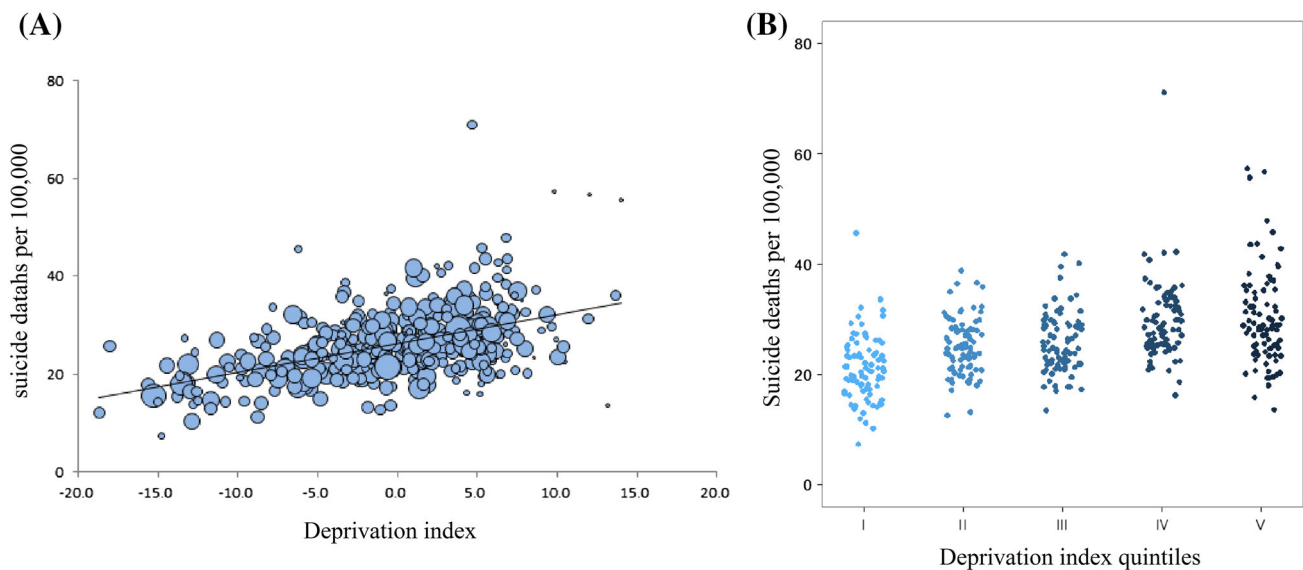 (A)
suicide datahs per 100,000
80
60
40
20
0
-20.0 -15.0 -10.0 -5.0 0.0 5.0 10.0 15.0 20.0
Deprivation index
(B)
Suicide deaths per 100,000
80
60
40
20
0
I II III IV V
Deprivation index quintiles